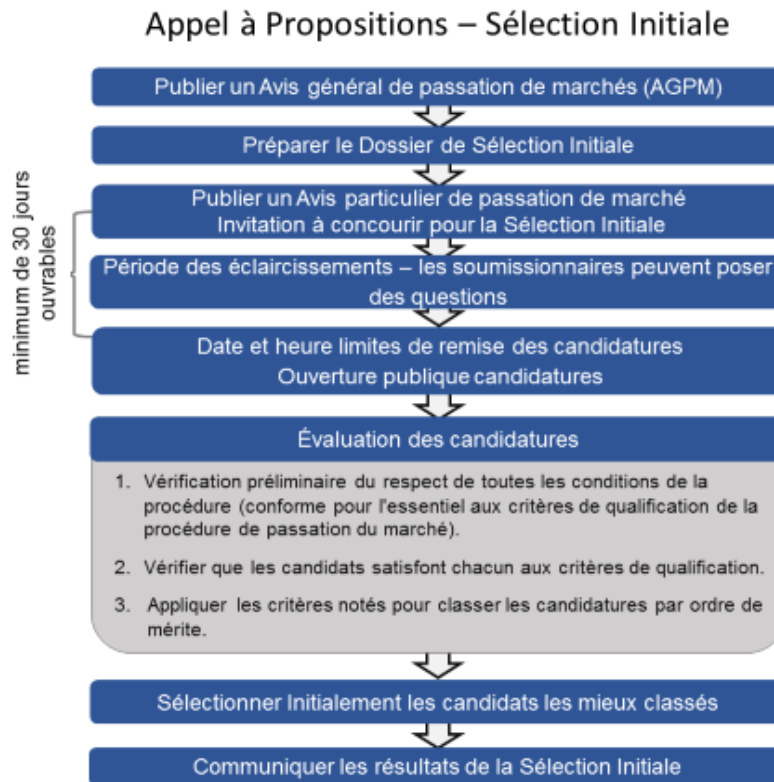 Appel à Propositions – Sélection Initiale
Publier un Avis général de passation de marchés (AGPM)
Préparer le Dossier de Sélection Initiale
minimum de 30 jours
ouvrables
Publier un Avis particulier de passation de marché
Invitation à concourir pour la Sélection Initiale
Période des éclaircissements – les soumissionnaires peuvent poser
des questions
Date et heure limites de remise des candidatures
Ouverture publique candidatures
Évaluation des candidatures
1. Vérification préliminaire du respect de toutes les conditions de la
procédure (conforme pour l'essentiel aux critères de qualification de la
procédure de passation du marché).
2. Vérifier que les candidats satisfont chacun aux critères de qualification.
3. Appliquer les critères notés pour classer les candidatures par ordre de
mérite.
Sélectionner Initialement les candidats les mieux classés
Communiquer les résultats de la Sélection Initiale